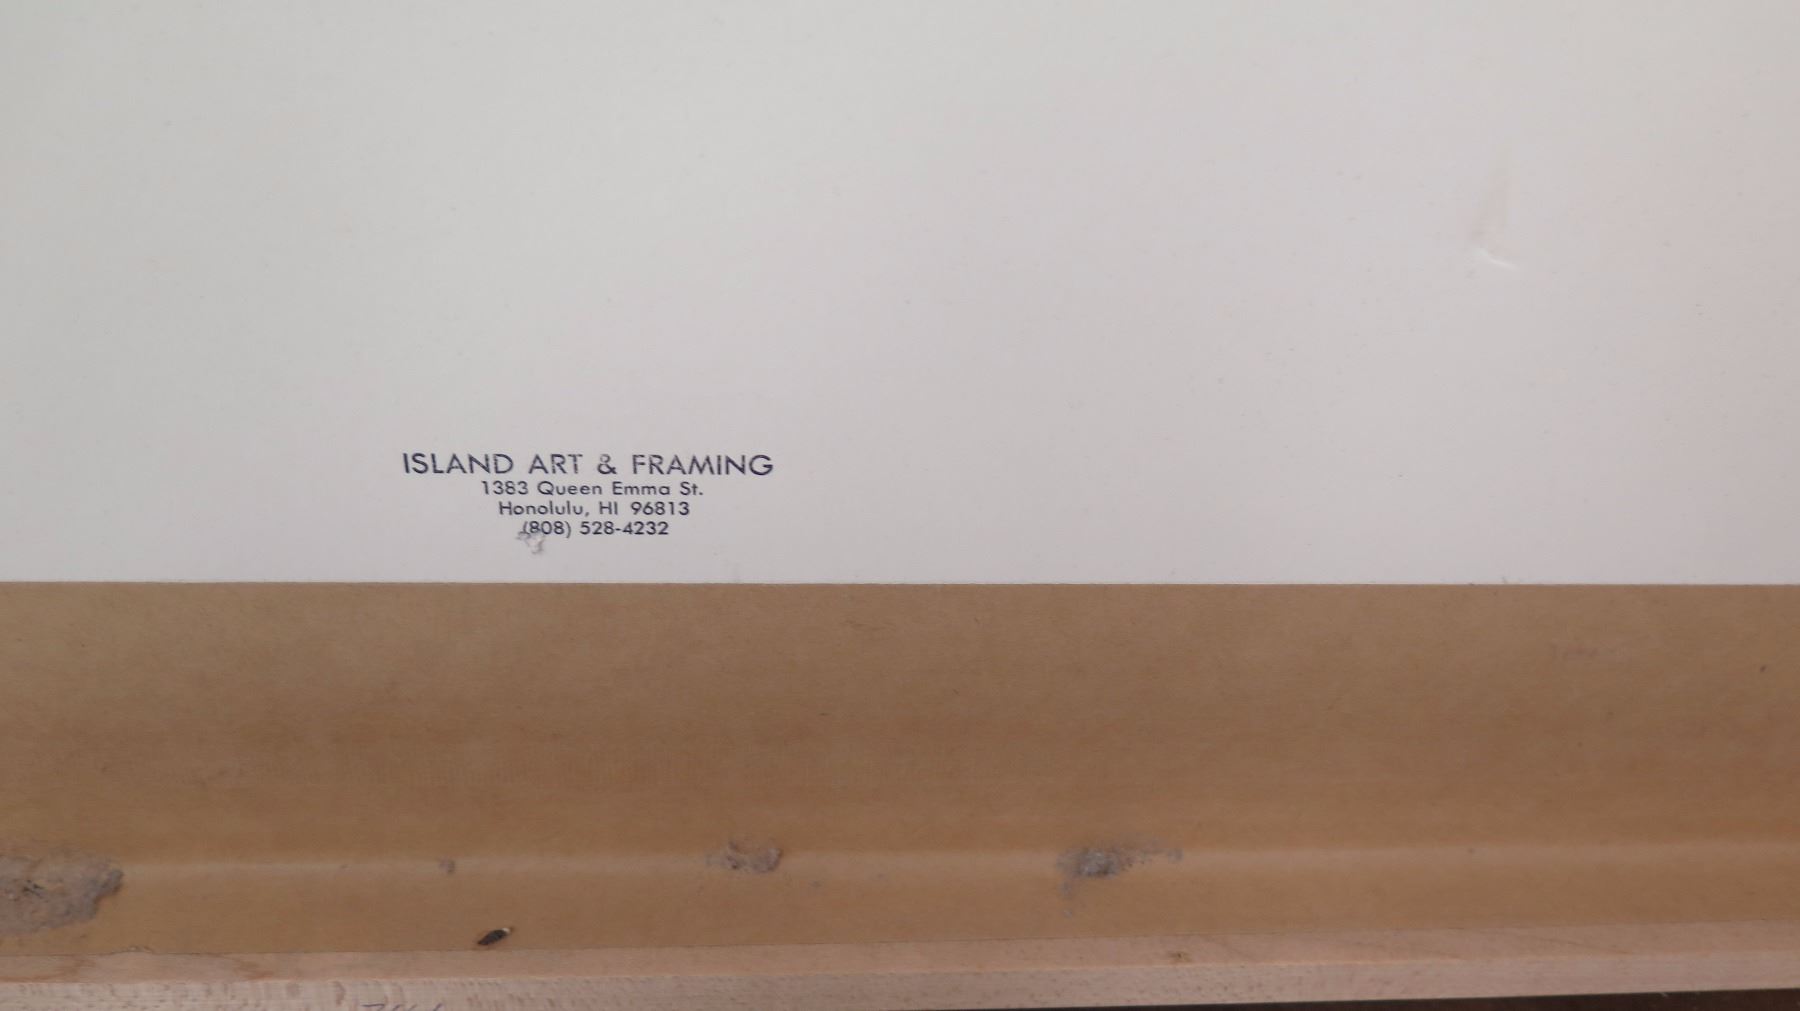 ISLAND ART & FRAMING
1383 Queen Emma St.
Honolulu, HI 96813
(808) 528-4232